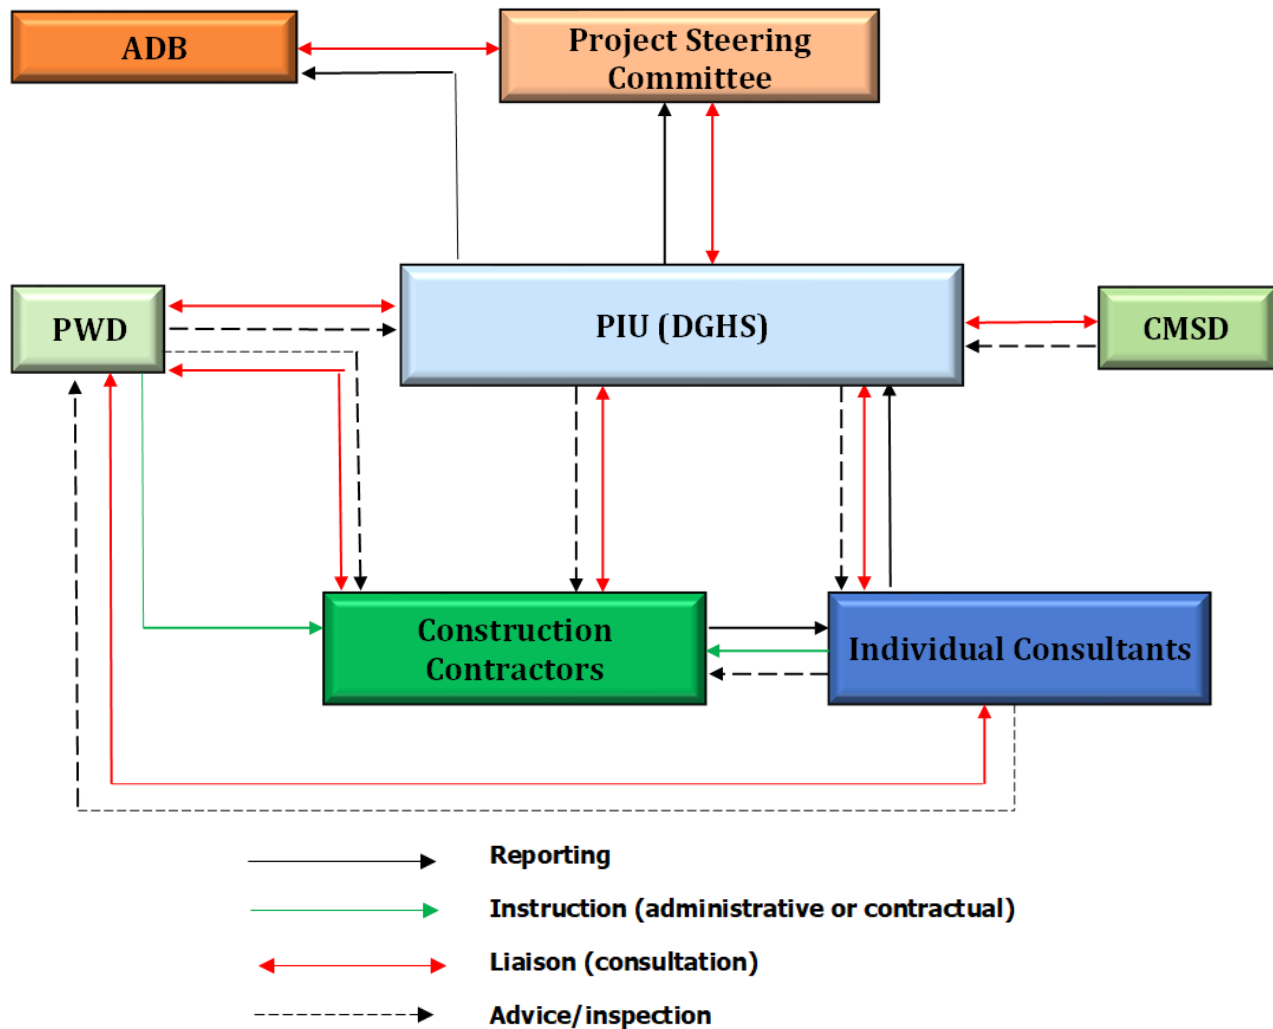 ADB
Project Steering
Committee
PWD
PIU (DGHS)
CMSD
Construction
Contractors
Individual Consultants
Reporting
Instruction (administrative or contractual)
Liaison (consultation)
Advice/inspection